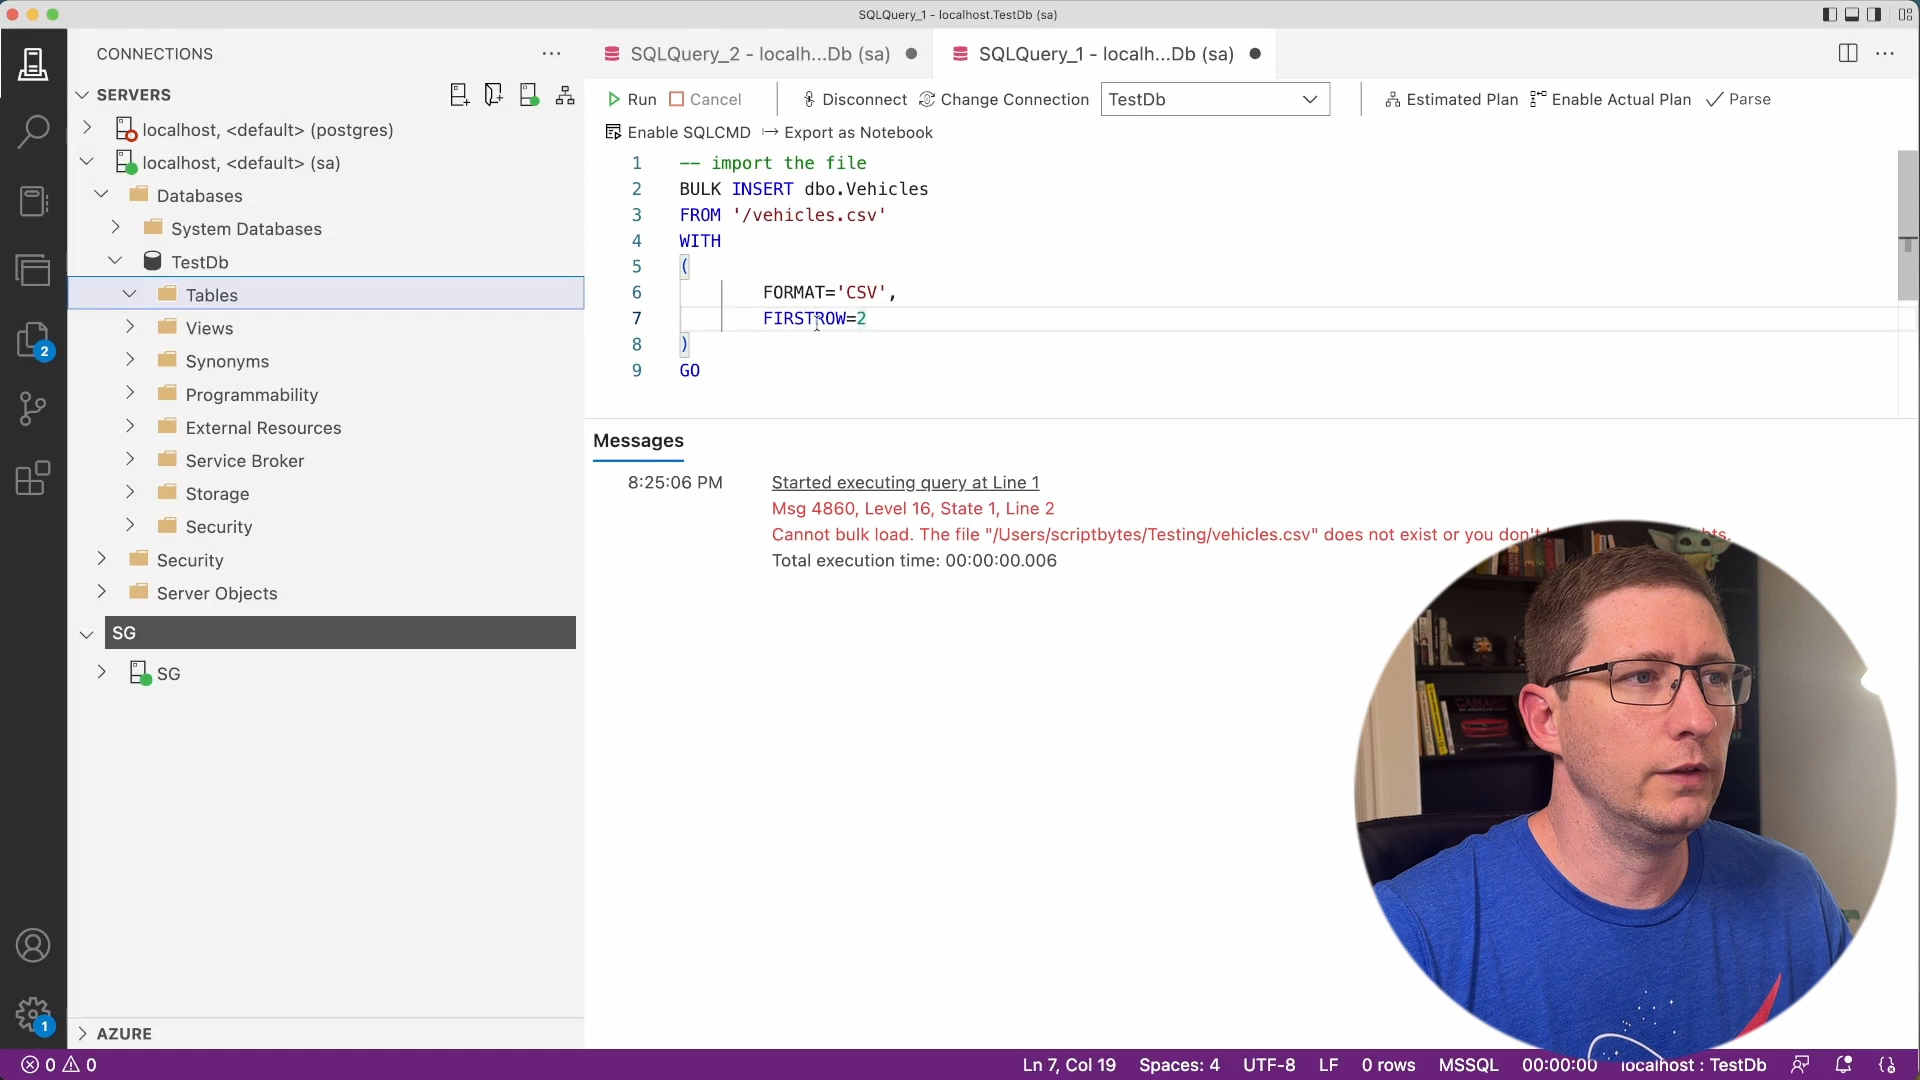 SQLQuery_1 - localhost.TestDb (sa)
CONNECTIONS
SQLQuery_2 - localh...Db (sa)
SQLQuery_1 - localh...Db (sa)
SERVERS
Run
Cancel
Disconnect
Change Connection
TestDb
Estimated Plan
Enable Actual Plan
Parse
Enable SQLCMD
Export as Notebook
localhost, <default> (postgres)
localhost, <default> (sa)
Databases
System Databases
TestDb
Tables
Views
Synonyms
Programmability
External Resources
Service Broker
Storage
Security
Security
Server Objects
SG
SG
AZURE
2
1
1 -- import the file
2 BULK INSERT dbo.Vehicles
3 FROM '/vehicles.csv'
4 WITH
5 (
6 FORMAT='CSV',
7 FIRSTROW=2
8 )
9 GO
Messages
8:25:06 PM
Started executing query at Line 1
Msg 4860, Level 16, State 1, Line 2
Cannot bulk load. The file "/Users/scriptbytes/Testing/vehicles.csv" does not exist or you don't
Total execution time: 00:00:00.006
CAMARO
0 0
Ln 7, Col 19
Spaces: 4
UTF-8
LF
0 rows
MSSQL
00:00:00
localhost : TestDb